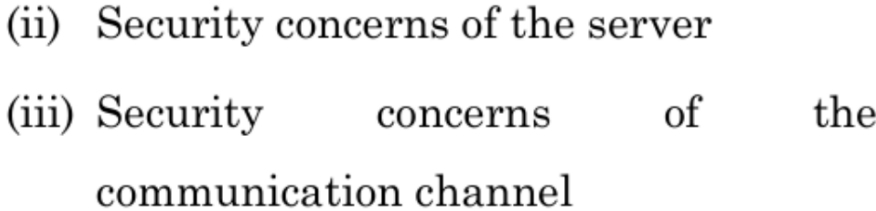 (ii) Security concerns of the server
(iii) Security concerns of the
communication channel